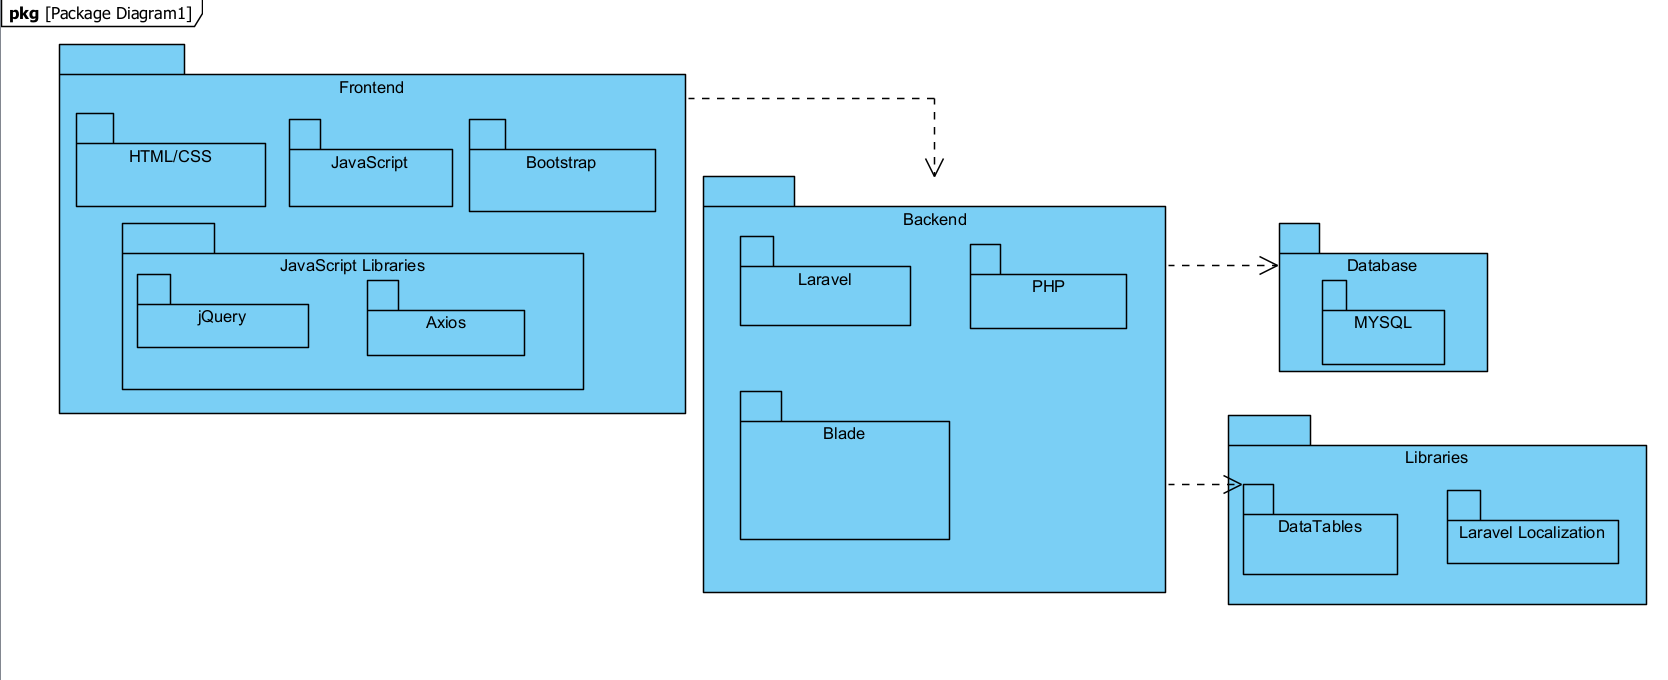 pkg [Package Diagram1]
Frontend
HTML/CSS
JavaScript
Bootstrap
JavaScript Libraries
jQuery
Axios
Backend
Laravel
PHP
Blade
Database
MYSQL
Libraries
DataTables
Laravel Localization